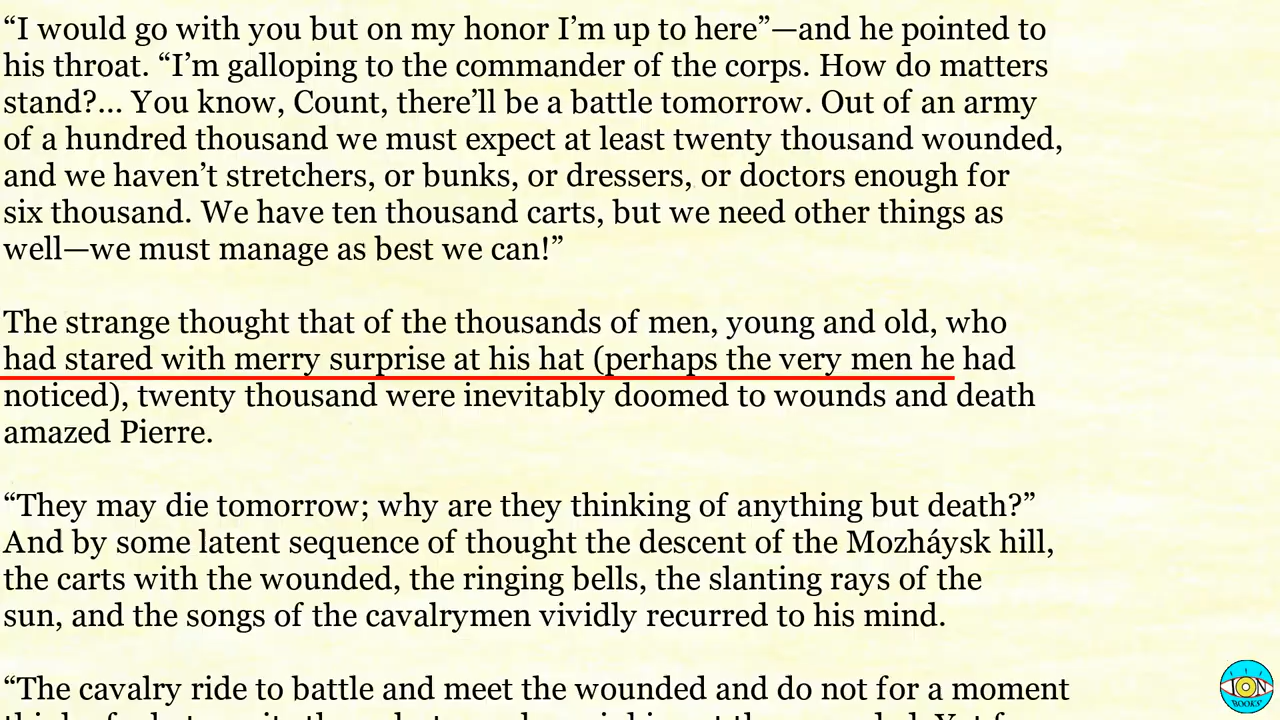 “I would go with you but on my honor I’m up to here”—and he pointed to
his throat. “I’m galloping to the commander of the corps. How do matters
stand?... You know, Count, there’ll be a battle tomorrow. Out of an army
of a hundred thousand we must expect at least twenty thousand wounded,
and we haven’t stretchers, or bunks, or dressers, or doctors enough for
six thousand. We have ten thousand carts, but we need other things as
well—we must manage as best we can!”
The strange thought that of the thousands of men, young and old, who
had stared with merry surprise at his hat (perhaps the very men he had
noticed), twenty thousand were inevitably doomed to wounds and death
amazed Pierre.
“They may die tomorrow; why are they thinking of anything but death?”
And by some latent sequence of thought the descent of the Mozháysk hill,
the carts with the wounded, the ringing bells, the slanting rays of the
sun, and the songs of the cavalrymen vividly recurred to his mind.
“The cavalry ride to battle and meet the wounded and do not for a moment
ION
BOOKS